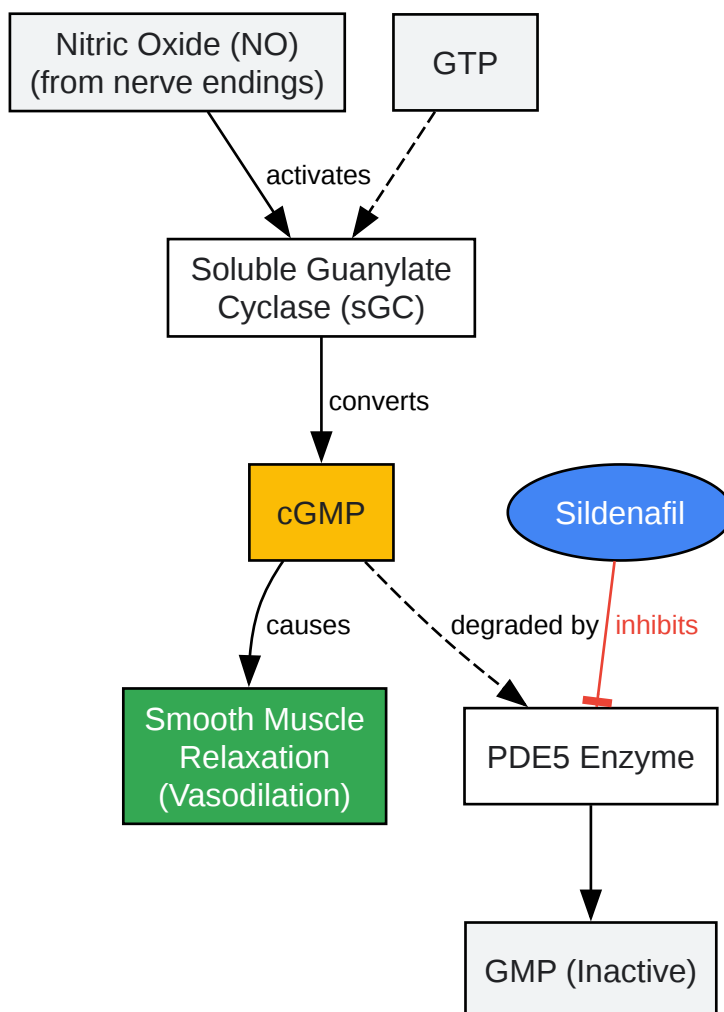 Nitric Oxide (NO)
(from nerve endings)
GTP
activates
Soluble Guanylate
Cyclase (sGC)
converts
cGMP
Sildenafil
causes
degraded by
inhibits
Smooth Muscle
Relaxation
(Vasodilation)
PDE5 Enzyme
GMP (Inactive)